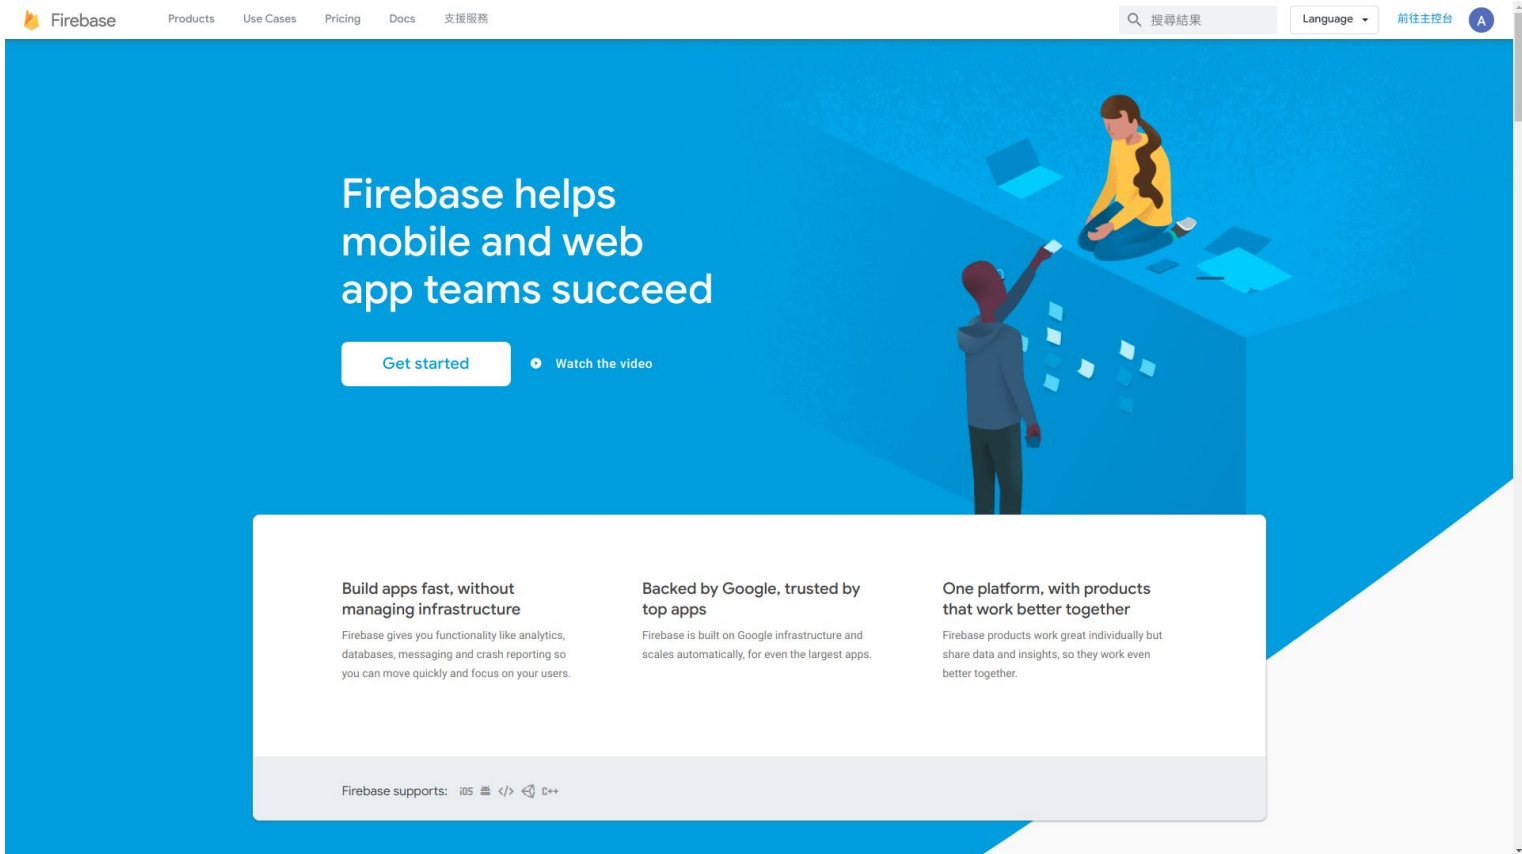 Firebase
Products
Use Cases
Pricing
Docs
支援服務
搜尋結果
Language
前往主控台
A
Firebase helps
mobile and web
app teams succeed
Get started
Watch the video
Build apps fast, without
managing infrastructure
Firebase gives you functionality like analytics,
databases, messaging and crash reporting so
you can move quickly and focus on your users.
Backed by Google, trusted by
top apps
Firebase is built on Google infrastructure and
scales automatically, for even the largest apps.
One platform, with products
that work better together
Firebase products work great individually but
share data and insights, so they work even
better together.
Firebase supports: iOS </> C++